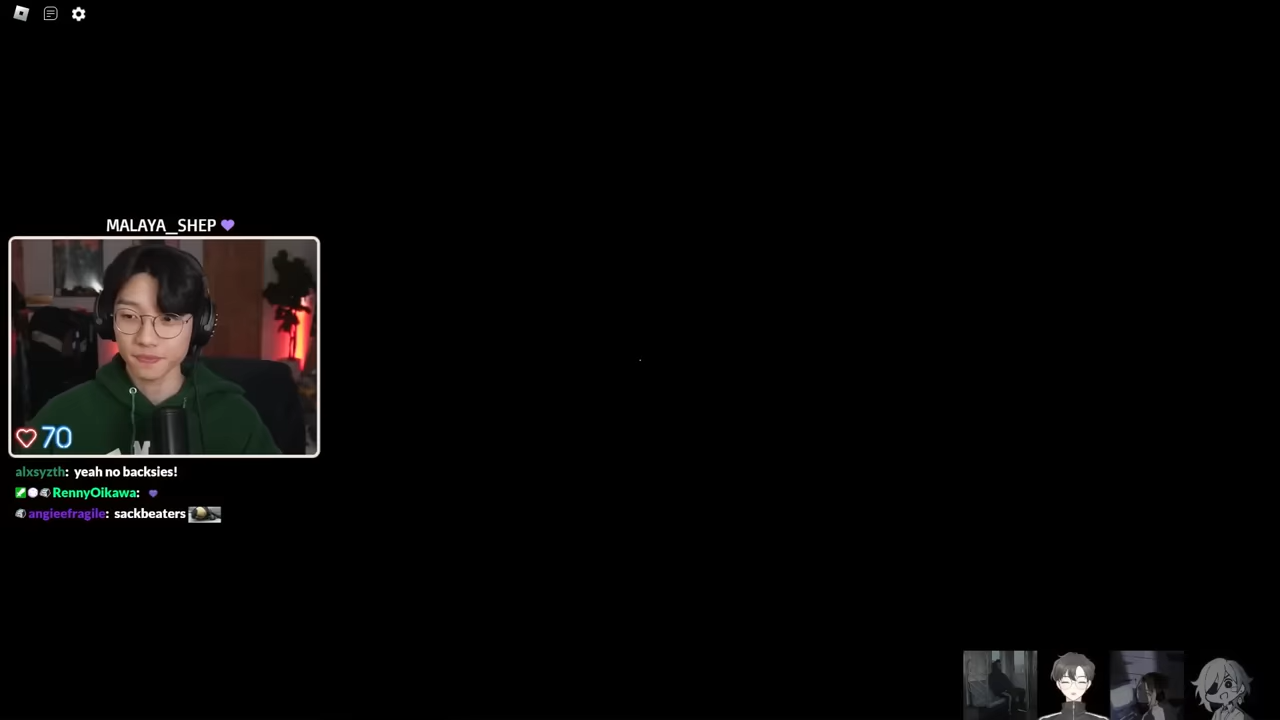 MALAYA_SHEP
70
alxsyzth: yeah no backsies!
RennyOikawa:
angieefragile: sackbeaters